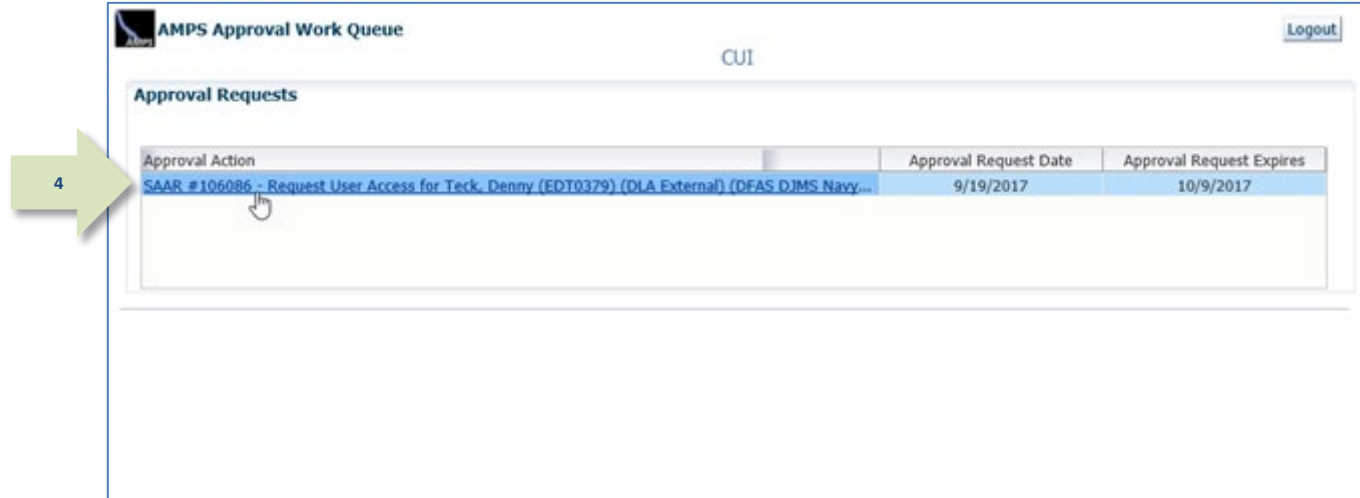 AMPS Approval Work Queue
Logout
AMPS
CUI
Approval Requests
Approval Action Approval Request Date Approval Request Expires
4
SAAR #106086 - Request User Access for Teck, Denny (EDT0379) (DLA External) (DFAS DJMS Navy... 9/19/2017 10/9/2017